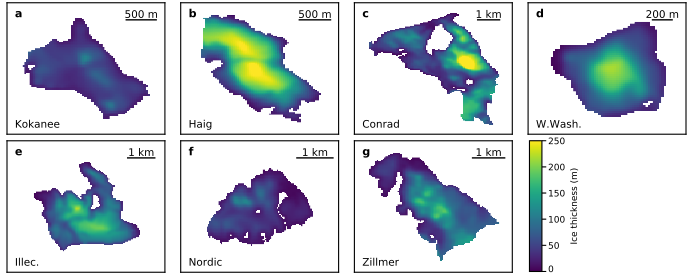 a 500 m
Kokanee
b 500 m
Haig
c 1 km
Conrad
d 200 m
W.Wash.
e 1 km
Illec.
f 1 km
Nordic
g 1 km
Zillmer
250
200
150
100
50
0
Ice thickness (m)